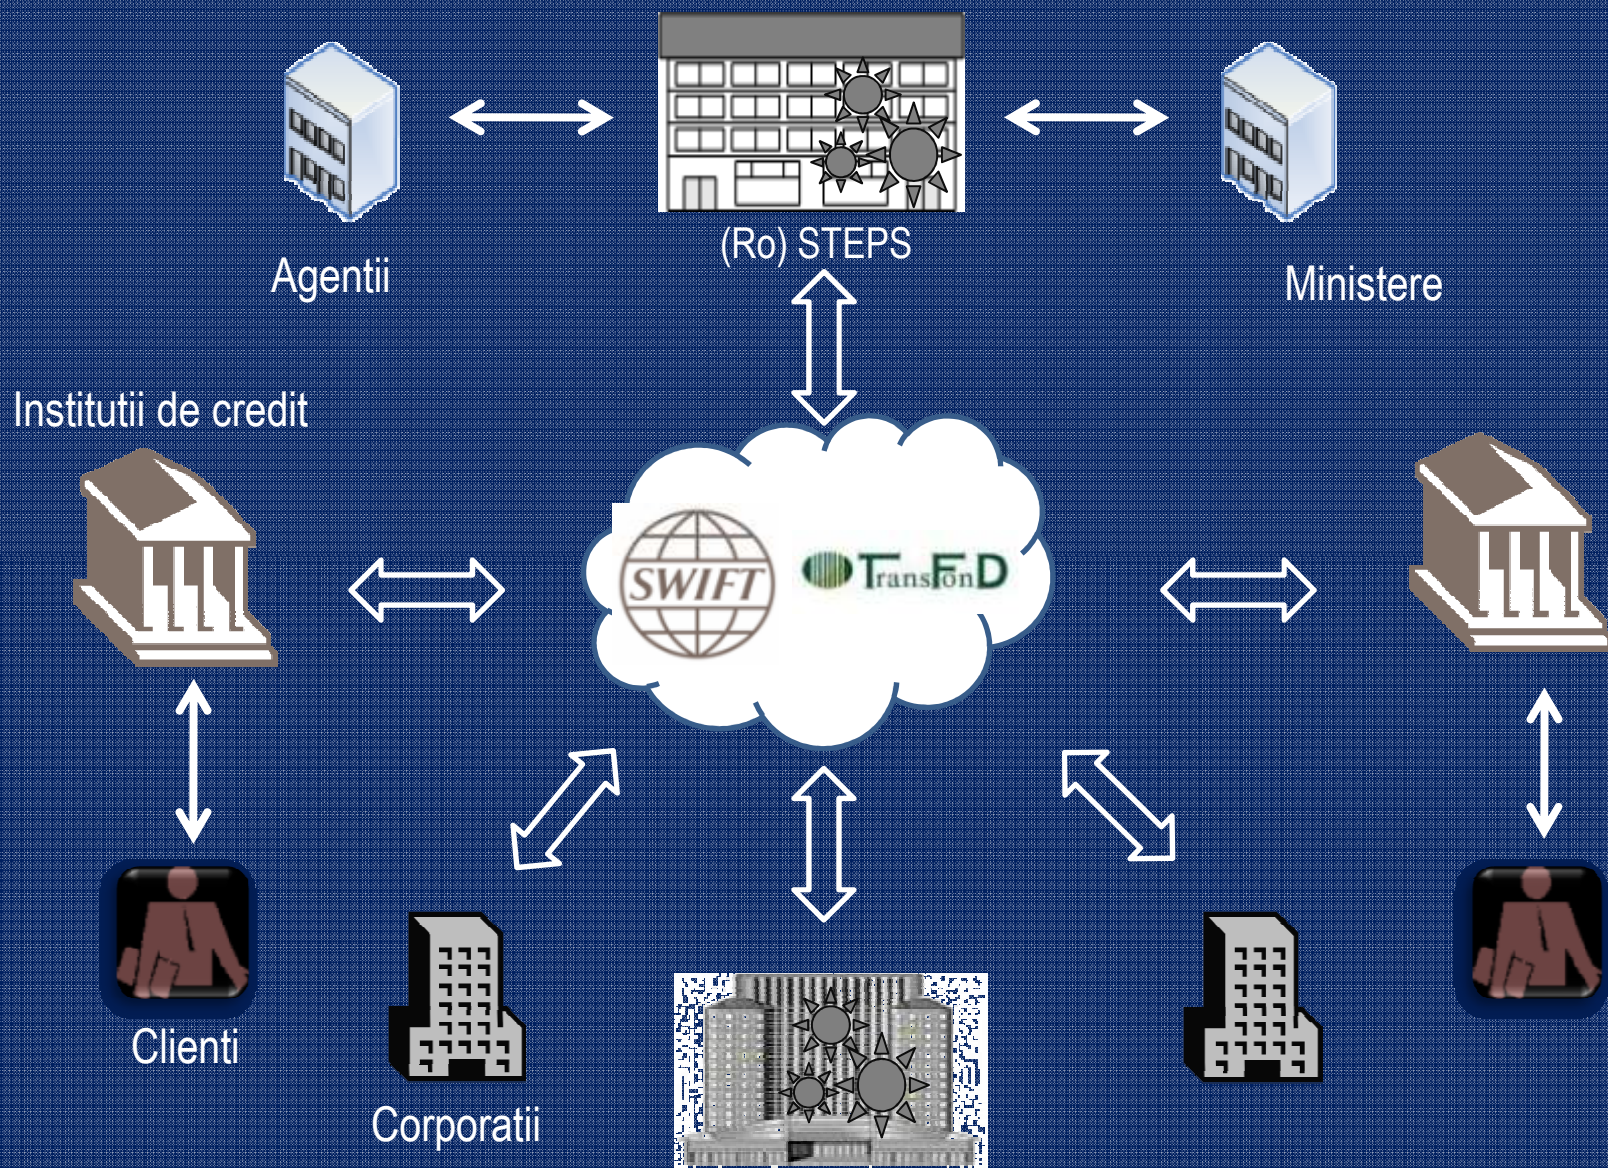 (Ro) STEPS
Agentii
Ministere
Institutii de credit
SWIFT
TransFonD
Clienti
Corporatii